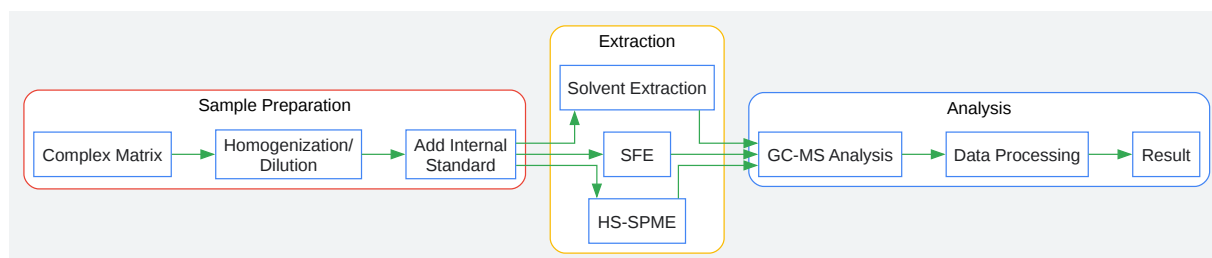 Sample Preparation
Complex Matrix
Homogenization/
Dilution
Add Internal
Standard
Extraction
Solvent Extraction
SFE
HS-SPME
Analysis
GC-MS Analysis
Data Processing
Result